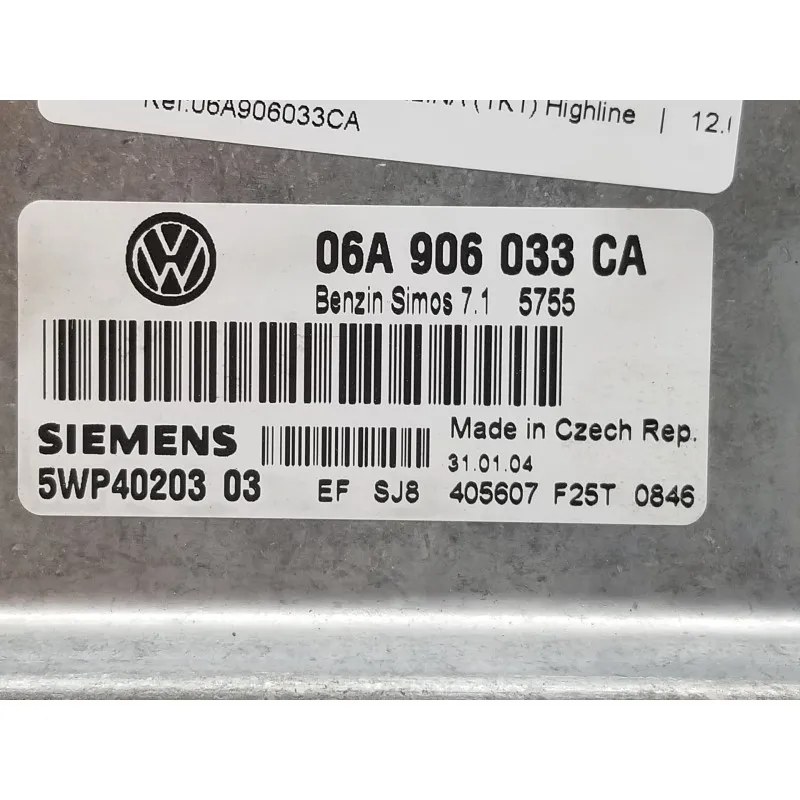 (1K1) Highline | 12.
Ref:06A906033CA
06A 906 033 CA
Benzin Simos 7.1 5755
SIEMENS
Made in Czech Rep.
31.01.04
5WP40203 03
EF SJ8 405607 F25T 0846